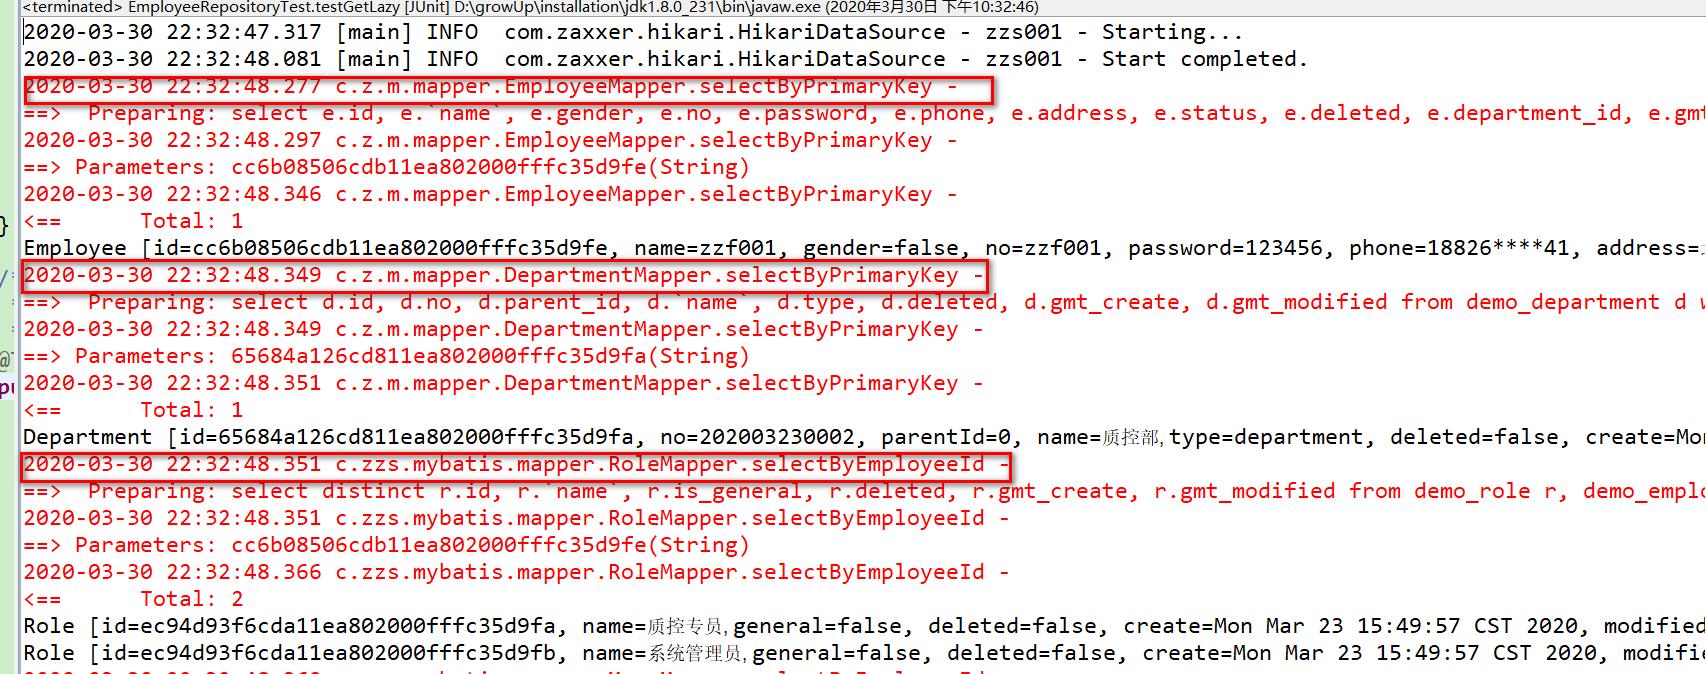 <terminated> EmployeeRepositoryTest.testGetLazy [JUnit] D:\growUp\installation\jdk1.8.0_231\bin\javaw.exe (2020年3月30日 下午10:32:46)
2020-03-30 22:32:47.317 [main] INFO  com.zaxxer.hikari.HikariDataSource - zzs001 - Starting...
2020-03-30 22:32:48.081 [main] INFO  com.zaxxer.hikari.HikariDataSource - zzs001 - Start completed.
2020-03-30 22:32:48.277 c.z.m.mapper.EmployeeMapper.selectByPrimaryKey -
==>  Preparing: select e.id, e.`name`, e.gender, e.no, e.password, e.phone, e.address, e.status, e.deleted, e.department_id, e.gmt
2020-03-30 22:32:48.297 c.z.m.mapper.EmployeeMapper.selectByPrimaryKey -
==> Parameters: cc6b08506cdb11ea802000fffc35d9fe(String)
2020-03-30 22:32:48.346 c.z.m.mapper.EmployeeMapper.selectByPrimaryKey -
<==      Total: 1
}
Employee [id=cc6b08506cdb11ea802000fffc35d9fe, name=zzf001, gender=false, no=zzf001, password=123456, phone=18826****41, address=
2020-03-30 22:32:48.349 c.z.m.mapper.DepartmentMapper.selectByPrimaryKey -
==>  Preparing: select d.id, d.no, d.parent_id, d.`name`, d.type, d.deleted, d.gmt_create, d.gmt_modified from demo_department d w
2020-03-30 22:32:48.349 c.z.m.mapper.DepartmentMapper.selectByPrimaryKey -
==> Parameters: 65684a126cd811ea802000fffc35d9fa(String)
@
2020-03-30 22:32:48.351 c.z.m.mapper.DepartmentMapper.selectByPrimaryKey -
pu
<==      Total: 1
Department [id=65684a126cd811ea802000fffc35d9fa, no=202003230002, parentId=0, name=质控部,type=department, deleted=false, create=Mon
2020-03-30 22:32:48.351 c.zzs.mybatis.mapper.RoleMapper.selectByEmployeeId -
==>  Preparing: select distinct r.id, r.`name`, r.is_general, r.deleted, r.gmt_create, r.gmt_modified from demo_role r, demo_emplo
2020-03-30 22:32:48.351 c.zzs.mybatis.mapper.RoleMapper.selectByEmployeeId -
==> Parameters: cc6b08506cdb11ea802000fffc35d9fe(String)
2020-03-30 22:32:48.366 c.zzs.mybatis.mapper.RoleMapper.selectByEmployeeId -
<==      Total: 2
Role [id=ec94d93f6cda11ea802000fffc35d9fa, name=质控专员,general=false, deleted=false, create=Mon Mar 23 15:49:57 CST 2020, modified
Role [id=ec94d93f6cda11ea802000fffc35d9fb, name=系统管理员,general=false, deleted=false, create=Mon Mar 23 15:49:57 CST 2020, modifie